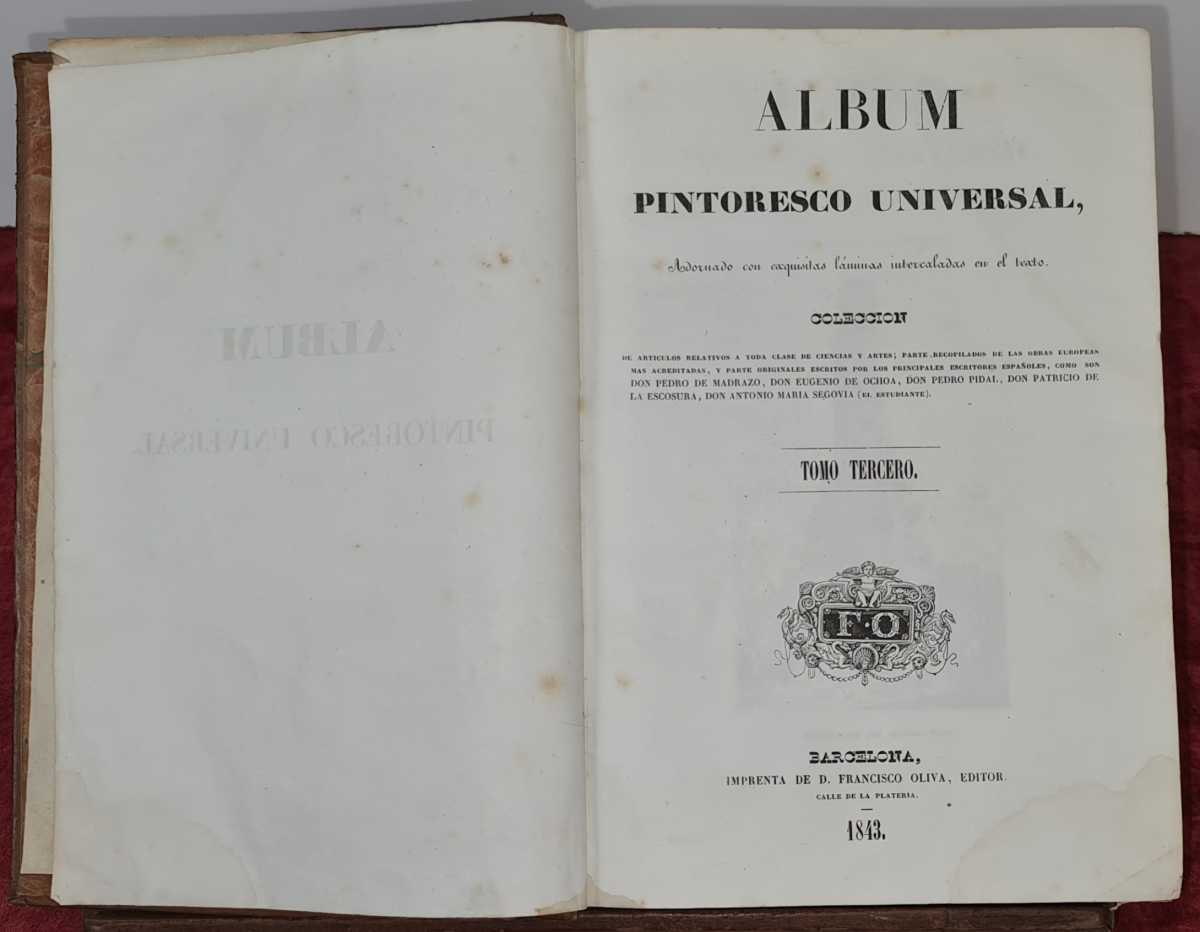 ALBUM
PINTORESCO UNIVERSAL
ALBUM
PINTORESCO UNIVERSAL,
Adornado con exquisitas láminas intercaladas en el texto.
COLECCION
DE ARTICULOS RELATIVOS A TODA CLASE DE CIENCIAS Y ARTES; PARTE RECOPILADOS DE LAS OBRAS EUROPEAS
MAS ACREDITADAS, Y PARTE ORIGINALES ESCRITOS POR LOS PRINCIPALES ESCRITORES ESPAÑOLES, COMO SON
DON PEDRO DE MADRAZO, DON EUGENIO DE OCHOA, DON PEDRO PIDAL, DON PATRICIO DE
LA ESCOSURA, DON ANTONIO MARIA SEGOVIA (EL ESTUDIANTE).
TOMO TERCERO.
F·O
BARCELONA,
IMPRENTA DE D. FRANCISCO OLIVA, EDITOR.
CALLE DE LA PLATERIA.
1843.